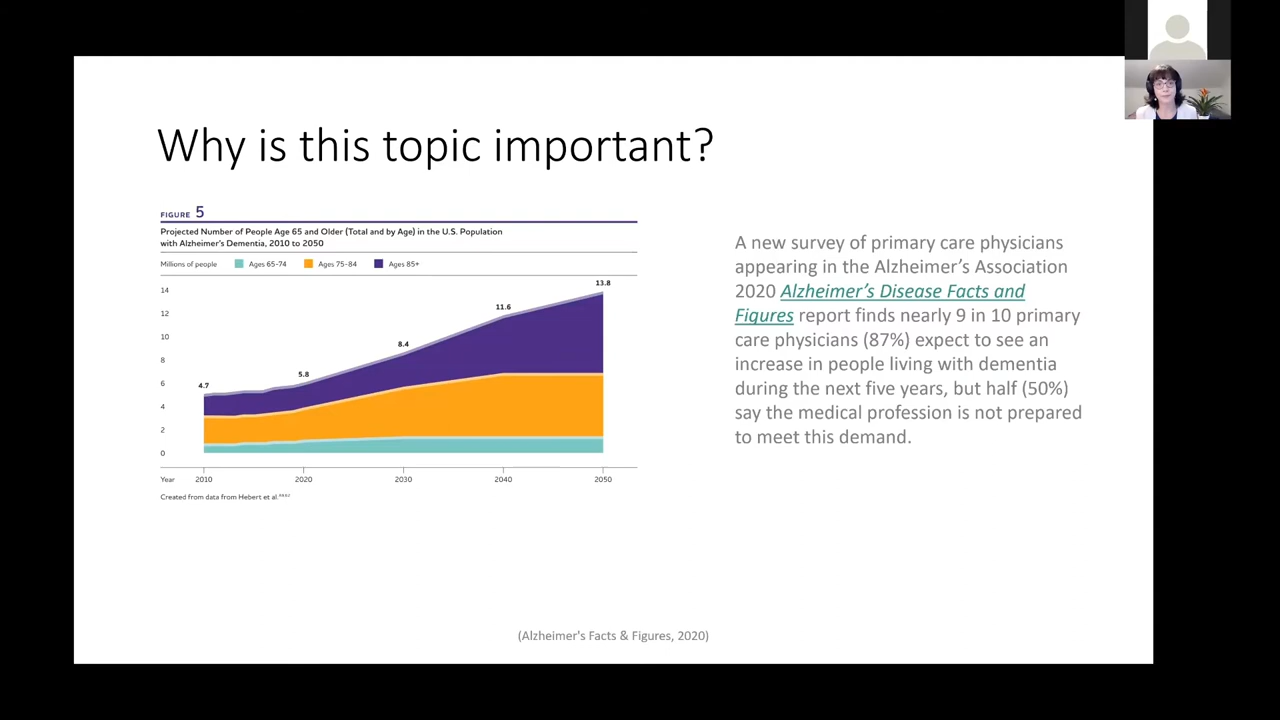 Why is this topic important?
FIGURE 5
Projected Number of People Age 65 and Older (Total and by Age) in the U.S. Population
with Alzheimer's Dementia, 2010 to 2050
Millions of people Ages 65-74 Ages 75-84 Ages 85+
14
12
10
8
6
4
2
0
4.7
5.8
8.4
11.6
13.8
Year 2010 2020 2030 2040 2050
Created from data from Hebert et al.
A new survey of primary care physicians
appearing in the Alzheimer's Association
2020 Alzheimer's Disease Facts and
Figures report finds nearly 9 in 10 primary
care physicians (87%) expect to see an
increase in people living with dementia
during the next five years, but half (50%)
say the medical profession is not prepared
to meet this demand.
(Alzheimer's Facts & Figures, 2020)